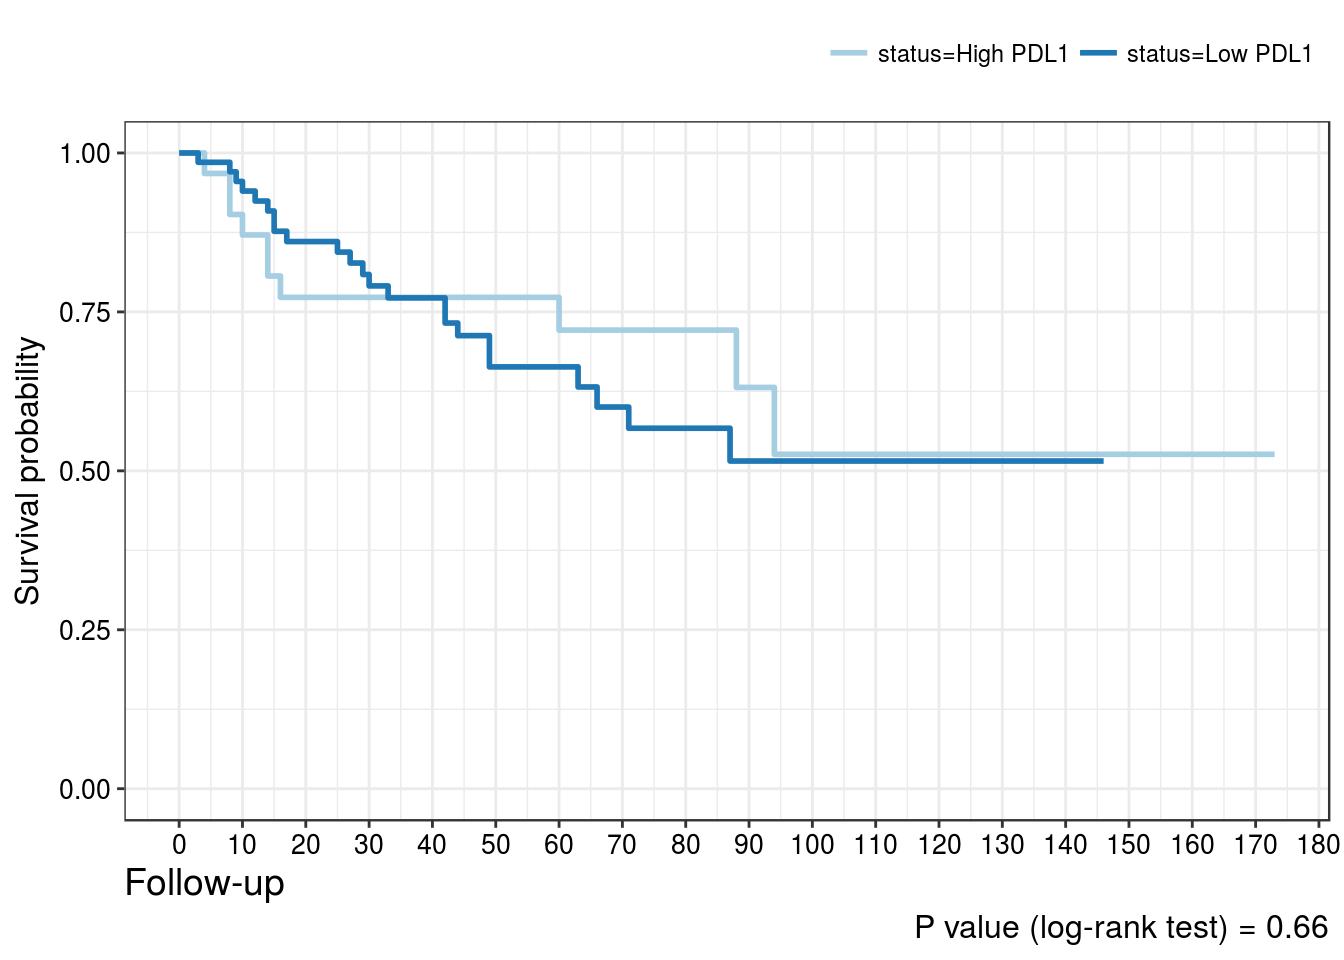 status=High PDL1 status=Low PDL1
1.00
0.75
0.50
0.25
0.00
Survival probability
0 10 20 30 40 50 60 70 80 90 100 110 120 130 140 150 160 170 180
Follow-up
P value (log-rank test) = 0.66